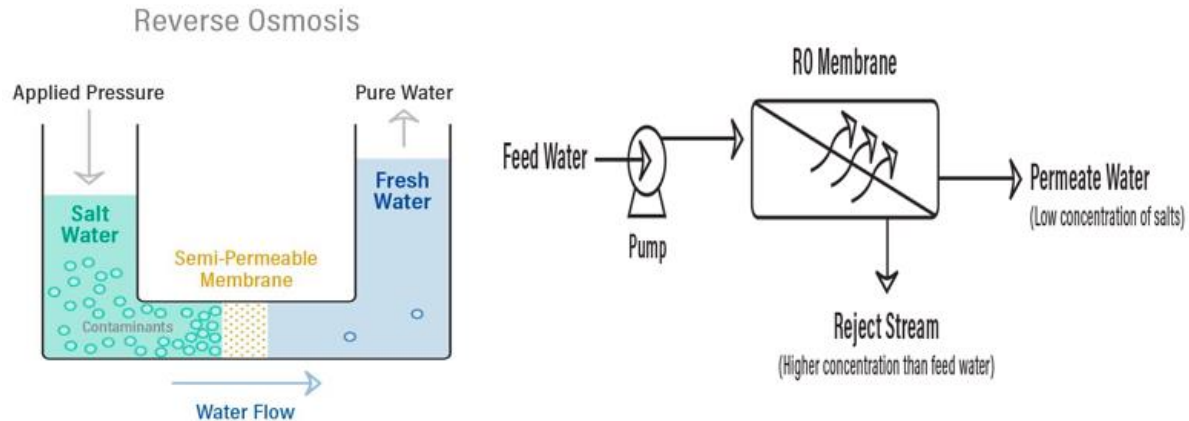 Reverse Osmosis
Applied Pressure
Pure Water
Salt
Water
Fresh
Water
Semi-Permeable
Membrane
Contaminants
Water Flow
RO Membrane
Feed Water
Pump
Permeate Water
(Low concentration of salts)
Reject Stream
(Higher concentration than feed water)